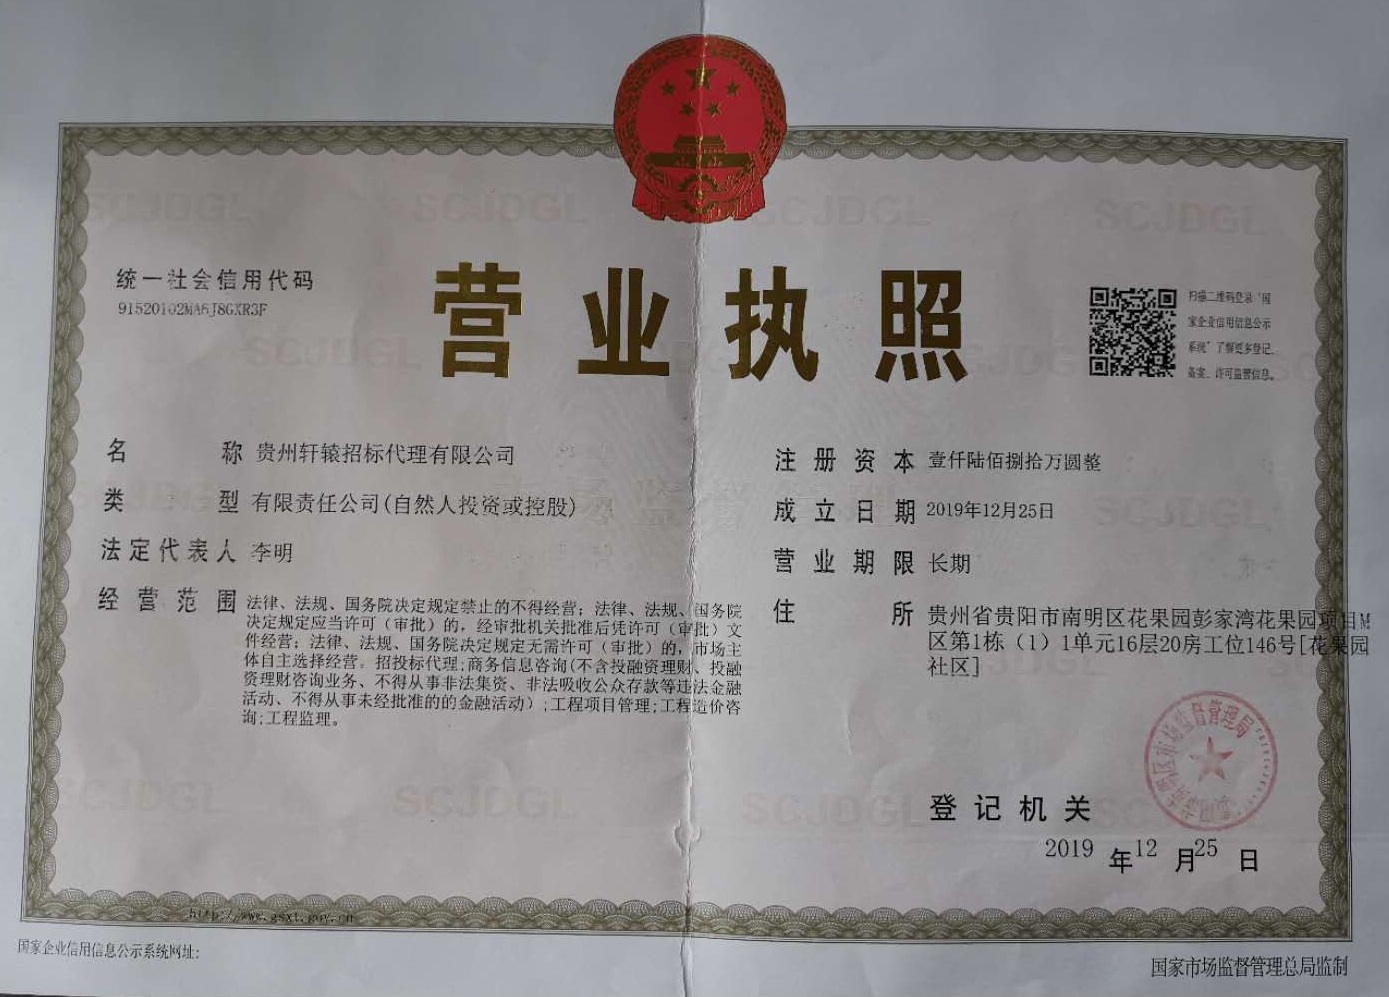 统一社会信用代码
91520102MA6J8GXR3F
营业执照
扫描二维码登录‘国
家企业信用信息公示
系统’了解更多登记、
备案、许可监管信息。
名称 贵州轩辕招标代理有限公司
类型 有限责任公司(自然人投资或控股)
法定代表人 李明
经营范围 法律、法规、国务院决定规定禁止的不得经营；法律、法规、国务院
决定规定应当许可（审批）的，经审批机关批准后凭许可（审批）文
件经营；法律、法规、国务院决定规定无需许可（审批）的，市场主
体自主选择经营。招投标代理;商务信息咨询(不含投融资理财、投融
资理财咨询业务、不得从事非法集资、非法吸收公众存款等违法金融
活动、不得从事未经批准的的金融活动）;工程项目管理;工程造价咨
询;工程监理。
注册资本 壹仟陆佰捌拾万圆整
成立日期 2019年12月25日
营业期限 长期
住所 贵州省贵阳市南明区花果园彭家湾花果园项目M
区第1栋（1）1单元16层20房工位146号[花果园
社区]
登记机关
2019 年 12 月 25 日
http://www.gsxt.gov.cn
国家企业信用信息公示系统网址:
国家市场监督管理总局监制